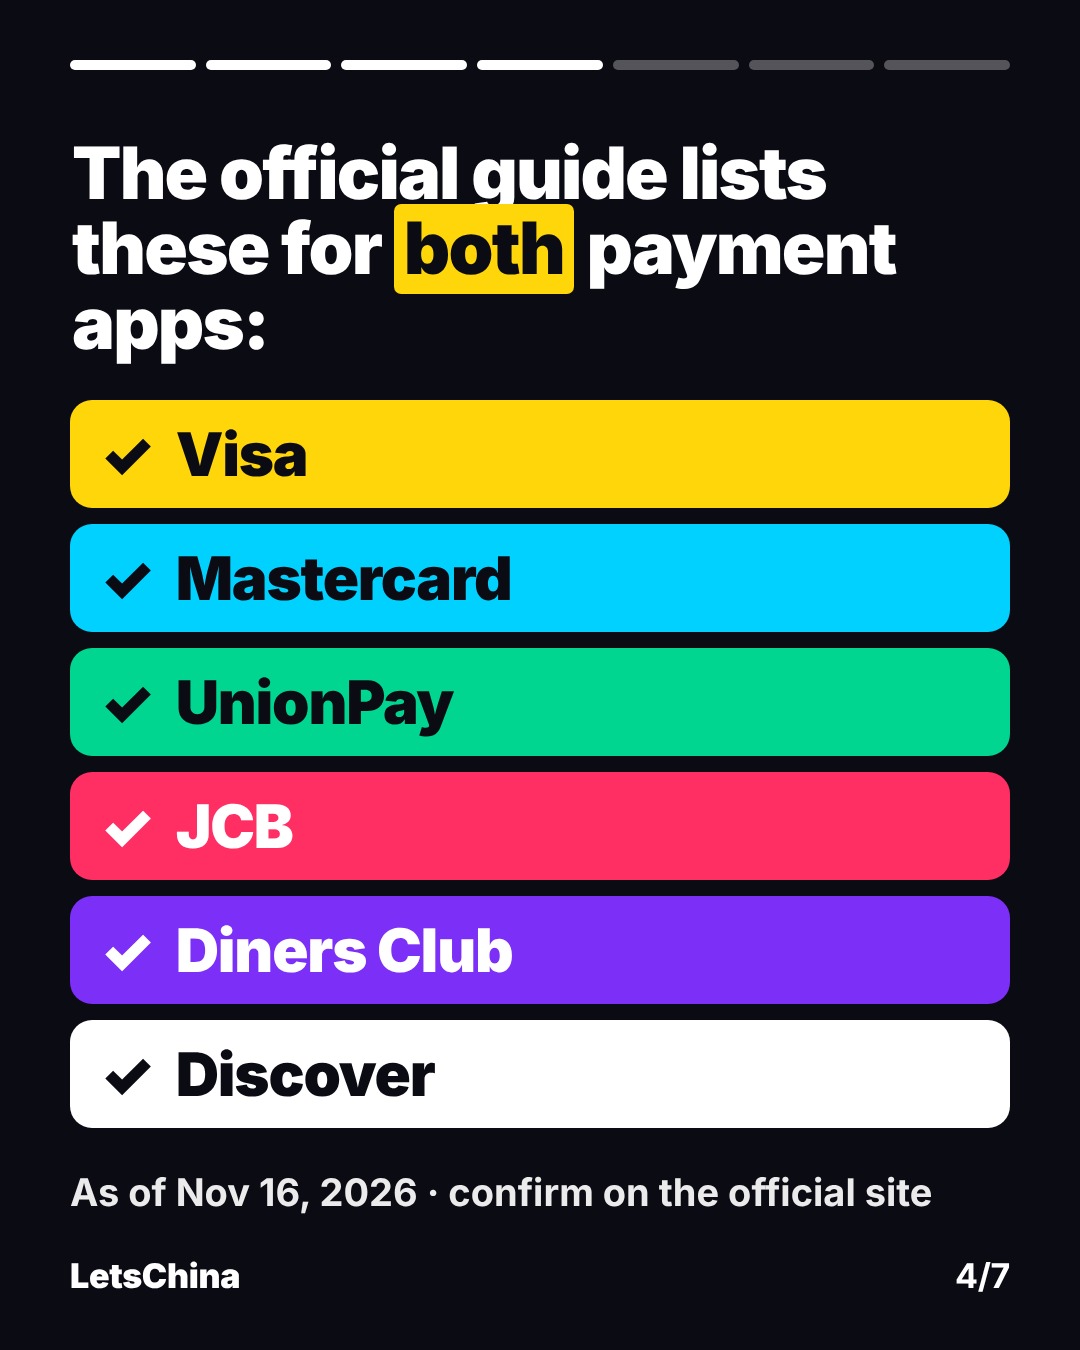 The official guide lists
these for both payment
apps:
✓ Visa
✓ Mastercard
✓ UnionPay
✓ JCB
✓ Diners Club
✓ Discover
As of Nov 16, 2026 · confirm on the official site
LetsChina
4/7